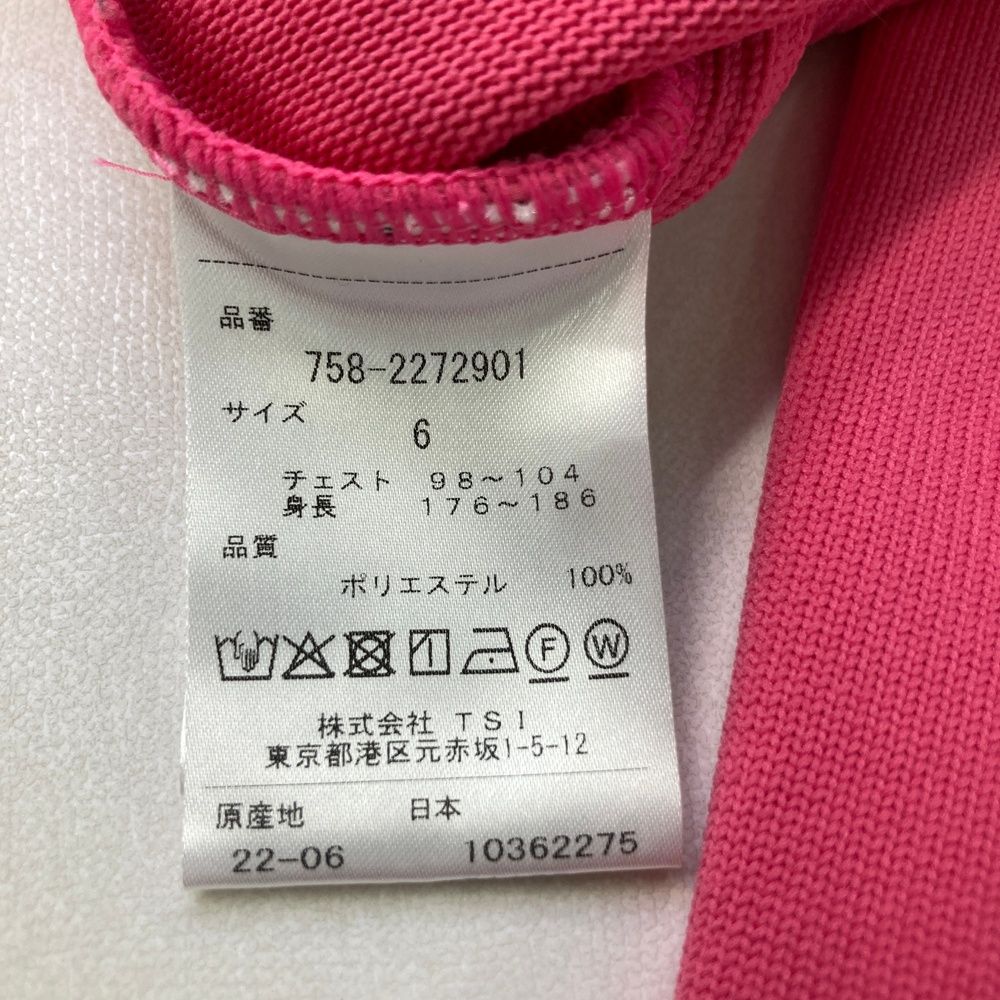 品番
758-2272901
サイズ
6
チェスト 98〜104
身長 176〜186
品質
ポリエステル 100%
F W
株式会社 TSI
東京都港区元赤坂1-5-12
原産地 日本
22-06 10362275